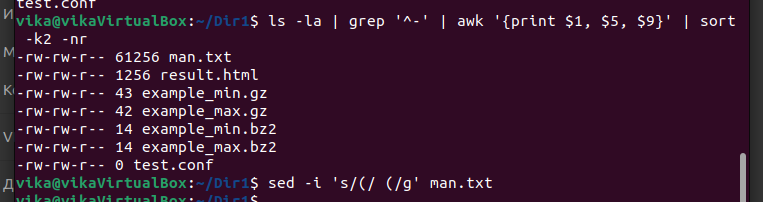 test.conf
vika@vikaVirtualBox:~/Dir1$ ls -la | grep '^-' | awk '{print $1, $5, $9}' | sort
-k2 -nr
-rw-rw-r-- 61256 man.txt
-rw-rw-r-- 1256 result.html
-rw-rw-r-- 43 example_min.gz
-rw-rw-r-- 42 example_max.gz
-rw-rw-r-- 14 example_min.bz2
-rw-rw-r-- 14 example_max.bz2
-rw-rw-r-- 0 test.conf
vika@vikaVirtualBox:~/Dir1$ sed -i 's/(/ (/g' man.txt
vika@vikaVirtualBox:~/Dir1$